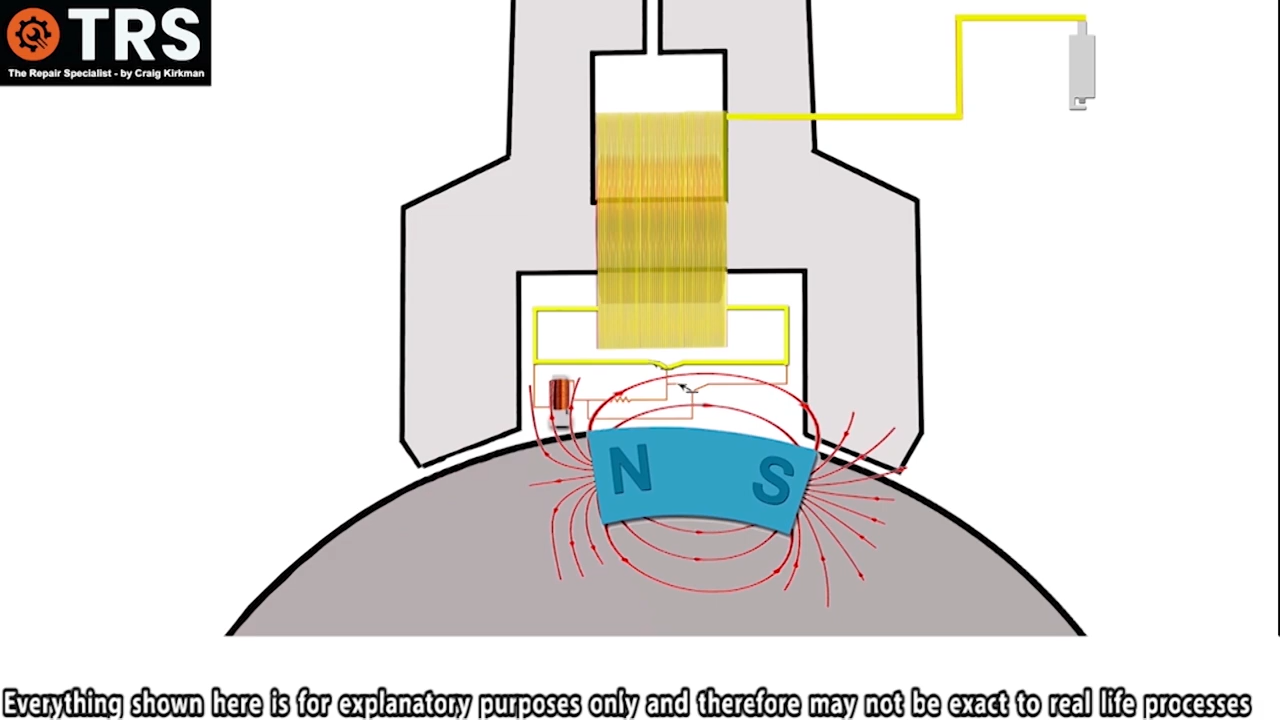 TRS
The Repair Specialist - by Craig Kirkman
N S
Everything shown here is for explanatory purposes only and therefore may not be exact to real life processes